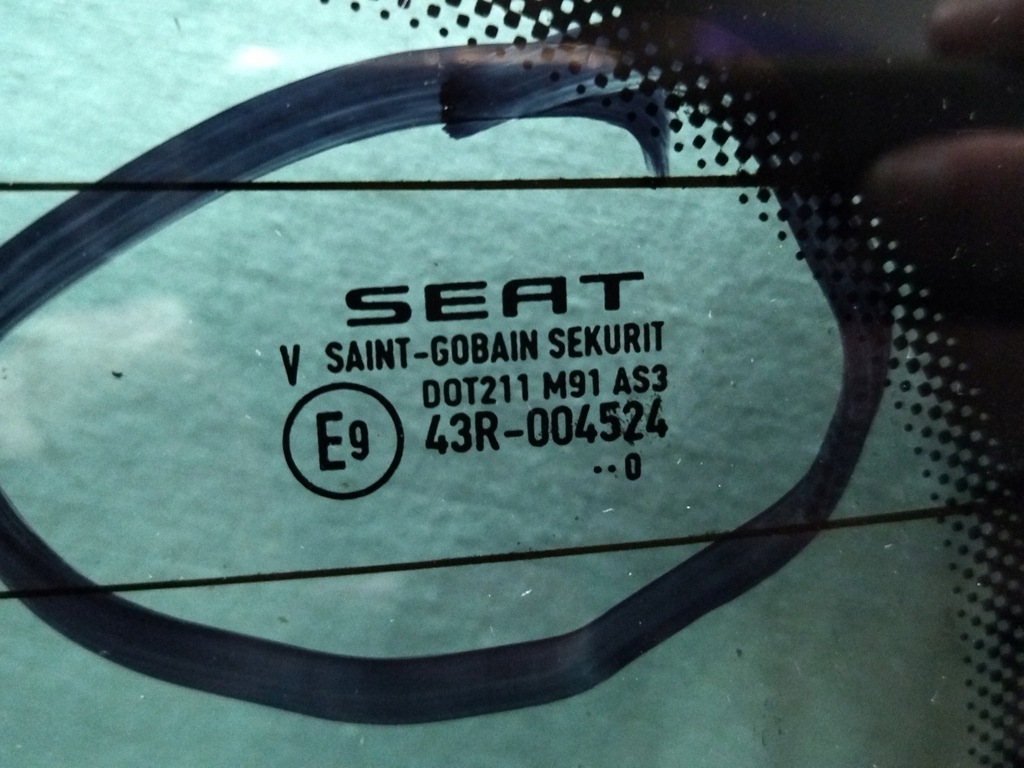 SEAT
V SAINT-GOBAIN SEKURIT
DOT211 M91 AS3
E9 43R-004524
··0